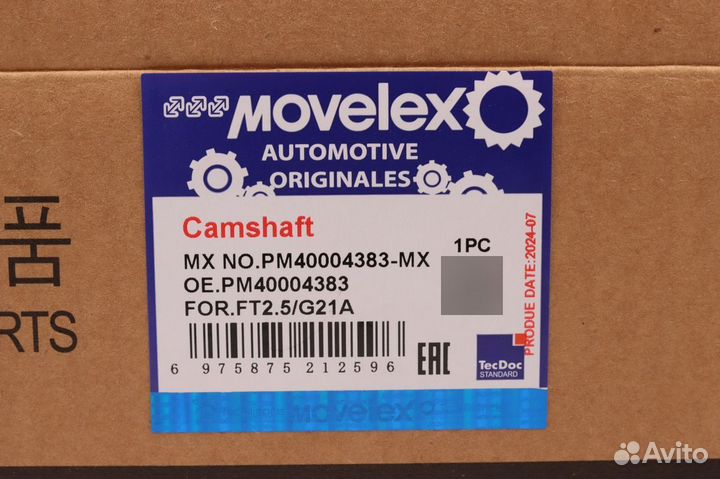 MOVELEX
AUTOMOTIVE
ORIGINALES
Camshaft
MX NO.PM40004383-MX
1PC
OE.PM40004383
FOR.FT2.5/G21A
PRODUE DATE:2024-07
6 975875 212596
EAC
TecDoc
STANDARD
MOVELEX
품
RTS
Avito